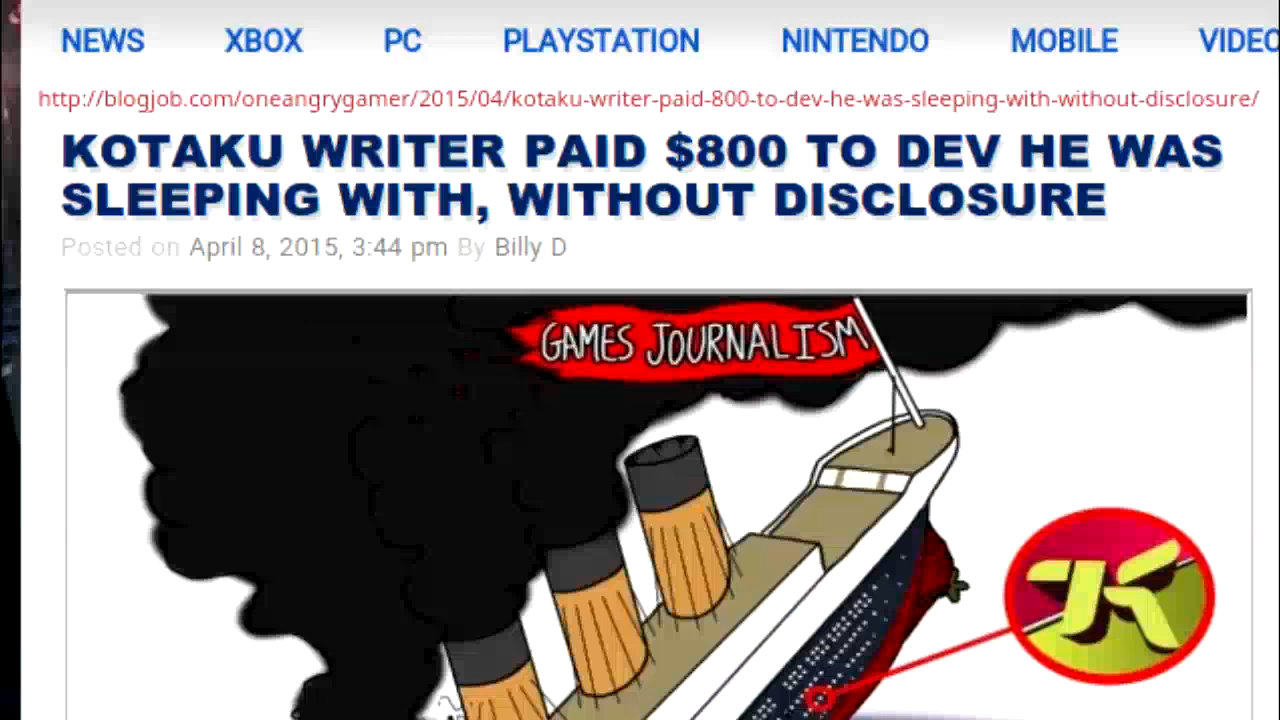 NEWS XBOX PC PLAYSTATION NINTENDO MOBILE VIDEO
http://blogjob.com/oneangrygamer/2015/04/kotaku-writer-paid-800-to-dev-he-was-sleeping-with-without-disclosure/
KOTAKU WRITER PAID $800 TO DEV HE WAS
SLEEPING WITH, WITHOUT DISCLOSURE
Posted on April 8, 2015, 3:44 pm By Billy D
GAMES JOURNALISM
K